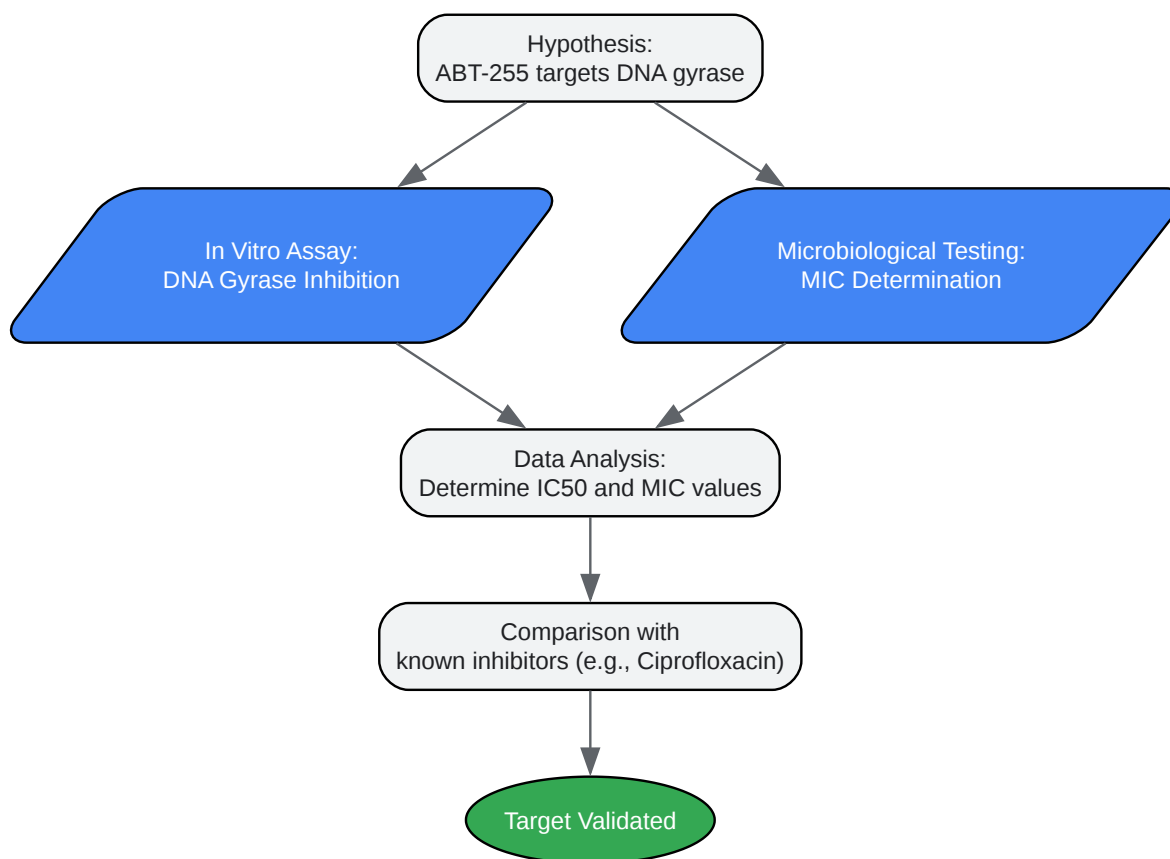 Hypothesis:
ABT-255 targets DNA gyrase
In Vitro Assay:
DNA Gyrase Inhibition
Microbiological Testing:
MIC Determination
Data Analysis:
Determine IC50 and MIC values
Comparison with
known inhibitors (e.g., Ciprofloxacin)
Target Validated